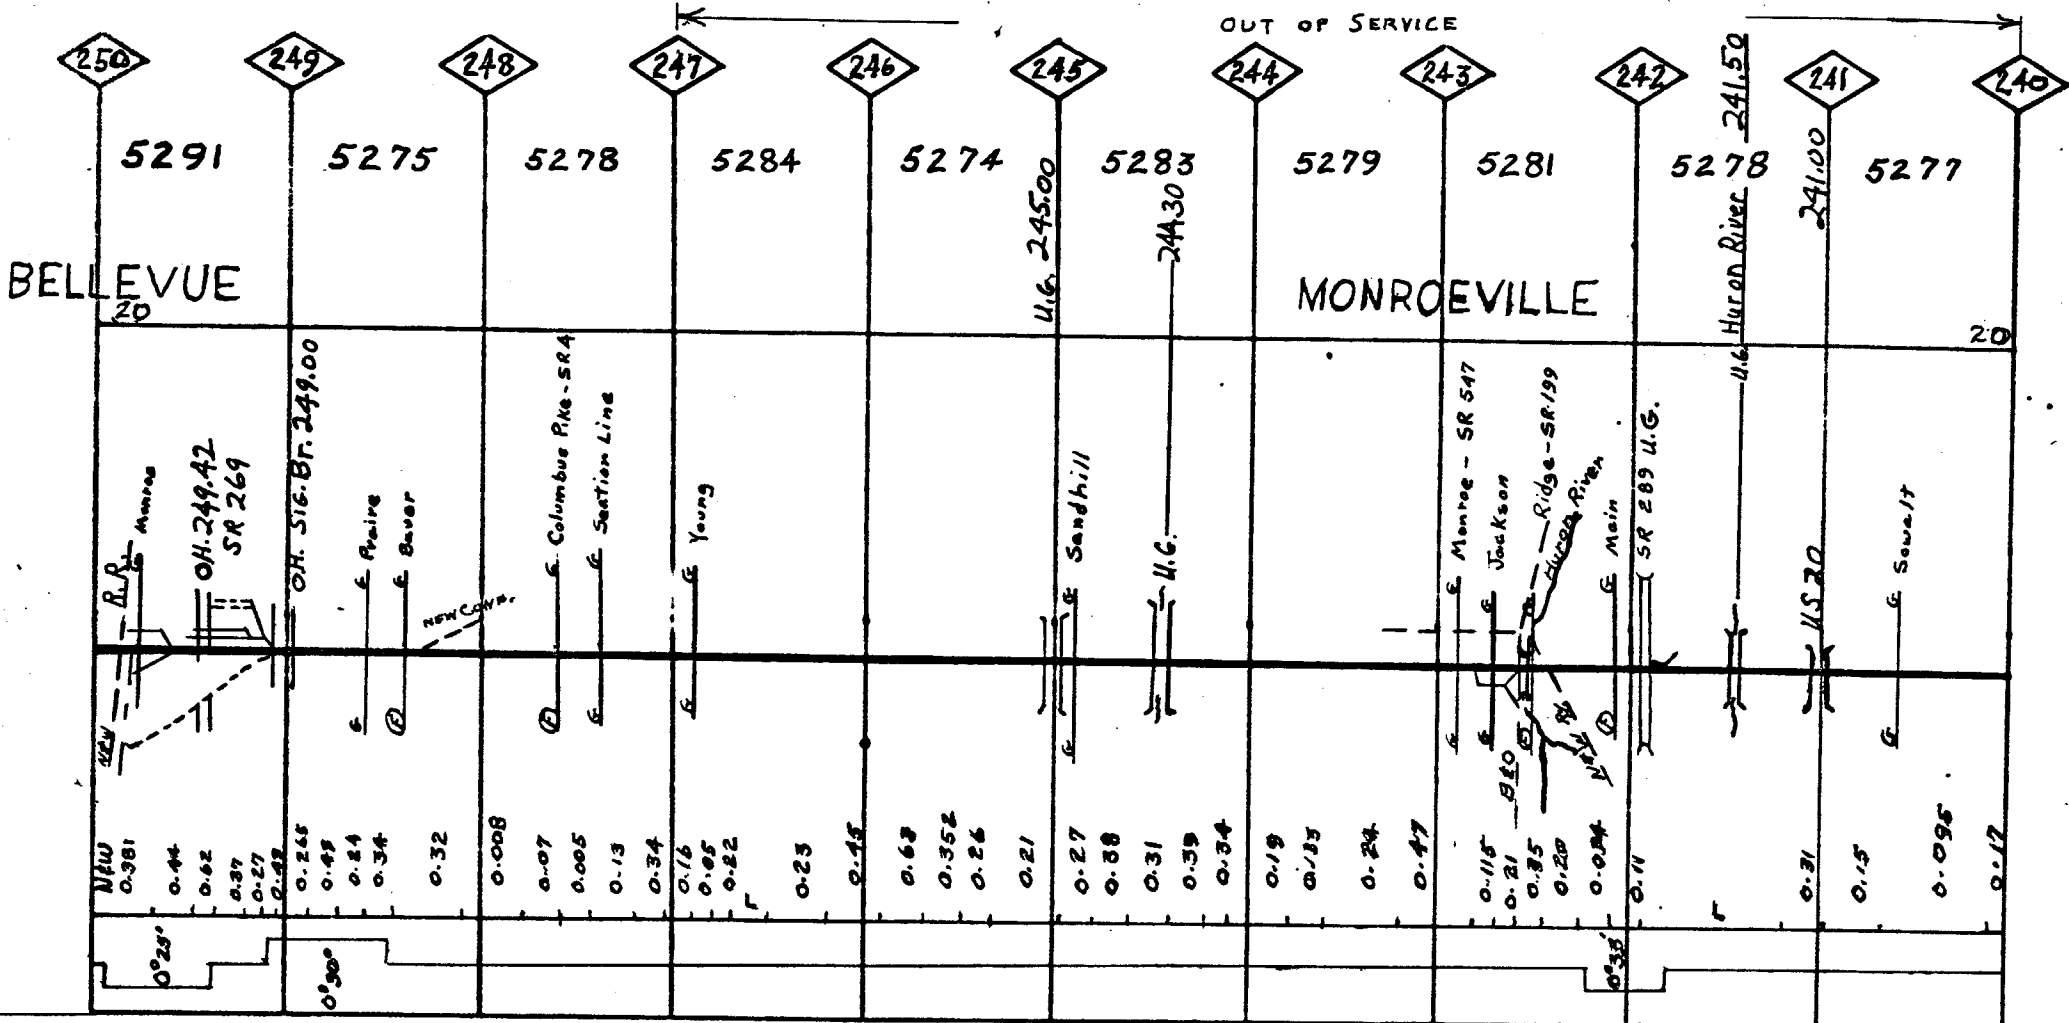 OUT OF SERVICE
250 249 248 247 246 245 244 243 242 241 240
5291 5275 5278 5284 5274 5283 5279 5281 5278 5277
U.G. 245.00
244.30
U.G. Huron River 241.50
241.00
BELLEVUE
MONROEVILLE
20
20
R.R.
Monroe
OH. 249.42
SR 269
OH. SIG. Br. 249.00
Praire
Bauer
NEW CONN.
Columbus Pike - SR4
Section Line
Young
Sandhill
U.G.
Monroe - SR 547
Jackson
Ridge - SR-199
Huron River
Main
SR 289 U.G.
US 20
Sowalt
N&W
B&O
N&W
N&W 0.381 0.44 0.62 0.37 0.27 0.265 0.24 0.34 0.32 0.008 0.07 0.005 0.13 0.34 0.16 0.05 0.22 0.23 0.45 0.352 0.26 0.21 0.27 0.38 0.31 0.39 0.34 0.19 0.24 0.47 0.115 0.21 0.35 0.20 0.11 0.31 0.15 0.095 0.17
0°25'
0°30'